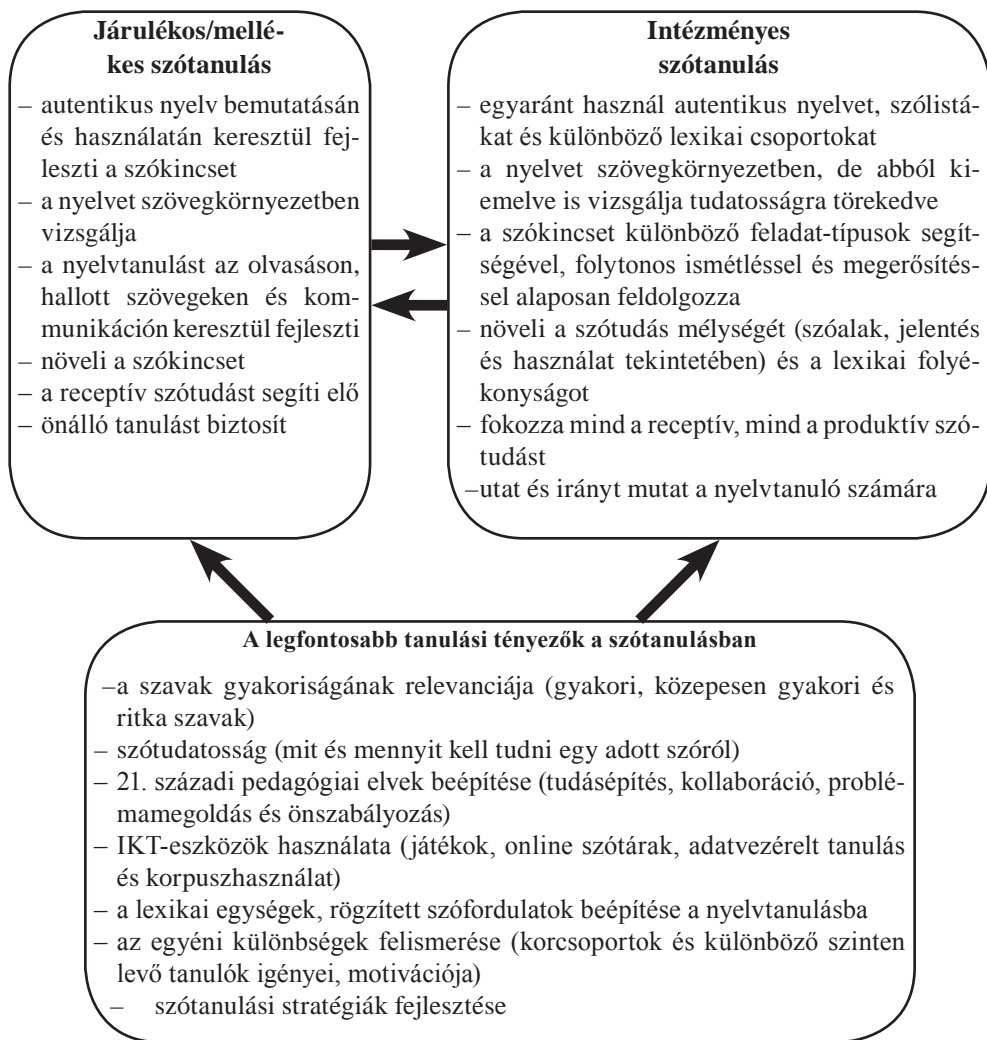 Járulékos/mellé-
kes szótanulás
– autentikus nyelv bemutatásán
és használatán keresztül fej-
leszti a szókincset
– a nyelvet szövegkörnyezetben
vizsgálja
– a nyelvtanulást az olvasáson,
hallott szövegeken és kom-
munikáción keresztül fejleszti
– növeli a szókincset
– a receptív szótudást segíti elő
– önálló tanulást biztosít
Intézményes
szótanulás
– egyaránt használ autentikus nyelvet, szólistá-
kat és különböző lexikai csoportokat
– a nyelvet szövegkörnyezetben, de abból ki-
emelve is vizsgálja tudatosságra törekedve
– a szókincset különböző feladat-típusok segít-
ségével, folytonos ismétléssel és megerősítés-
sel alaposan feldolgozza
– növeli a szótudás mélységét (szóalak, jelentés
és használat tekintetében) és a lexikai folyé-
konyságot
– fokozza mind a receptív, mind a produktív szó-
tudást
–utat és irányt mutat a nyelvtanuló számára
A legfontosabb tanulási tényezők a szótanulásban
–a szavak gyakoriságának relevanciája (gyakori, közepesen gyakori és
ritka szavak)
– szótudatosság (mit és mennyit kell tudni egy adott szóról)
– 21. századi pedagógiai elvek beépítése (tudásépítés, kollaboráció, problé-
mamegoldás és önszabályozás)
– IKT-eszközök használata (játékok, online szótárak, adatvezérelt tanulás
és korpuszhasználat)
– a lexikai egységek, rögzített szófordulatok beépítése a nyelvtanulásba
– az egyéni különbségek felismerése (korcsoportok és különböző szinten
levő tanulók igényei, motivációja)
– szótanulási stratégiák fejlesztése